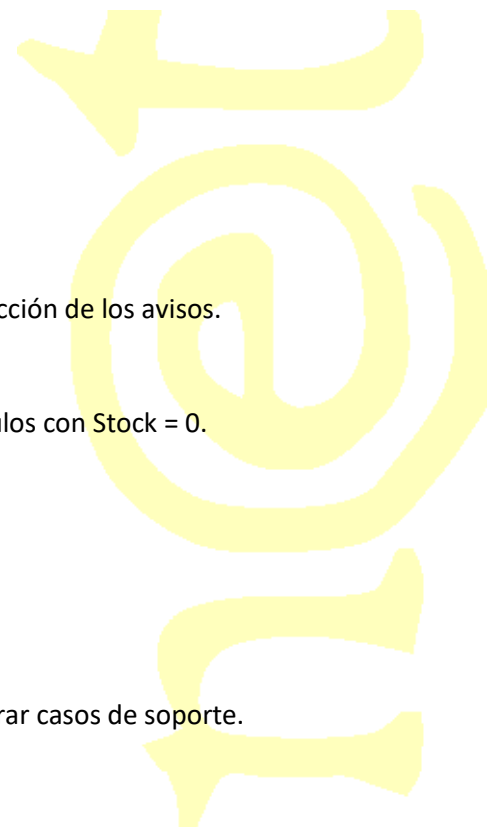 cción de los avisos.
ulos con Stock = 0.
rar casos de soporte.
n@t